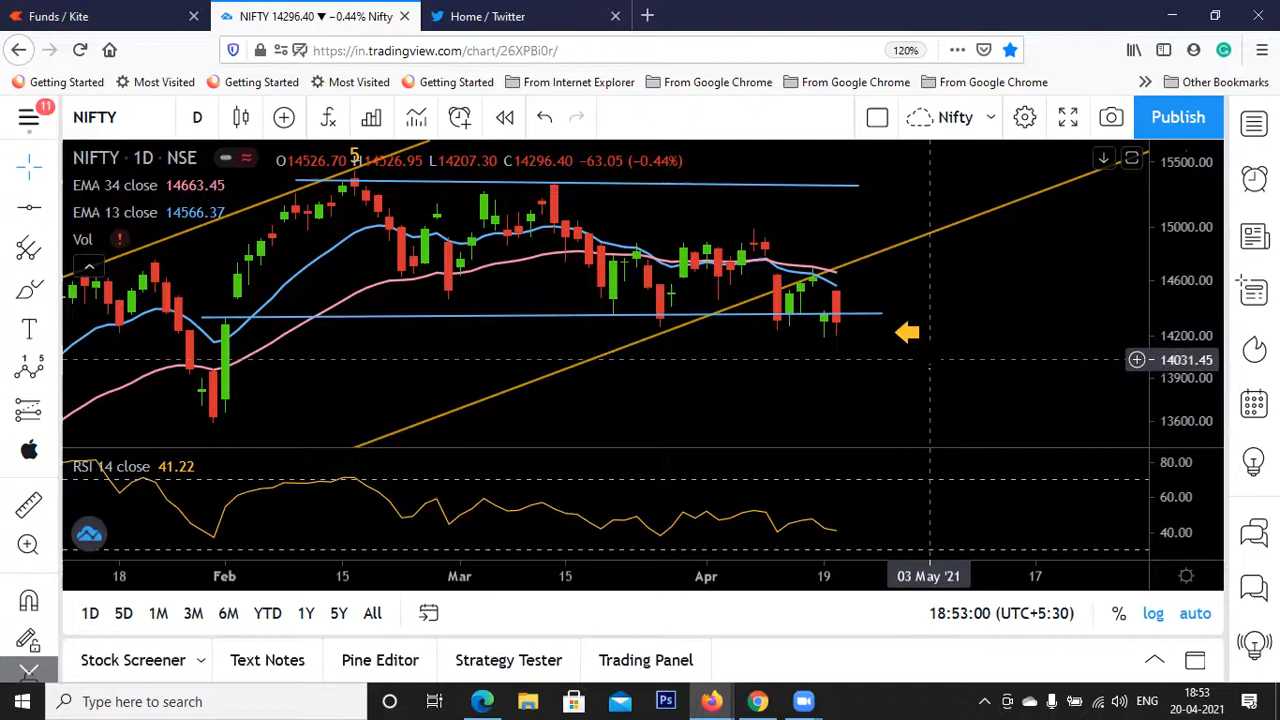 Funds / Kite
NIFTY 14296.40 ▼ −0.44% Nifty
Home / Twitter
https://in.tradingview.com/chart/26XPBi0r/
120%
Getting Started
Most Visited
Getting Started
Most Visited
Getting Started
From Internet Explorer
From Google Chrome
From Google Chrome
From Google Chrome
Other Bookmarks
11
NIFTY
D
Nifty
Publish
NIFTY · 1D · NSE
O14526.70 H14526.95 L14207.30 C14296.40 −63.05 (−0.44%)
5
EMA 34 close 14663.45
EMA 13 close 14566.37
Vol
15500.00
15000.00
14600.00
14200.00
14031.45
13900.00
13600.00
RSI 14 close 41.22
80.00
60.00
40.00
18
Feb
15
Mar
15
Apr
19
03 May '21
17
1D
5D
1M
3M
6M
YTD
1Y
5Y
All
18:53:00 (UTC+5:30)
%
log
auto
Stock Screener
Text Notes
Pine Editor
Strategy Tester
Trading Panel
Type here to search
Ps
ENG
18:53
20-04-2021